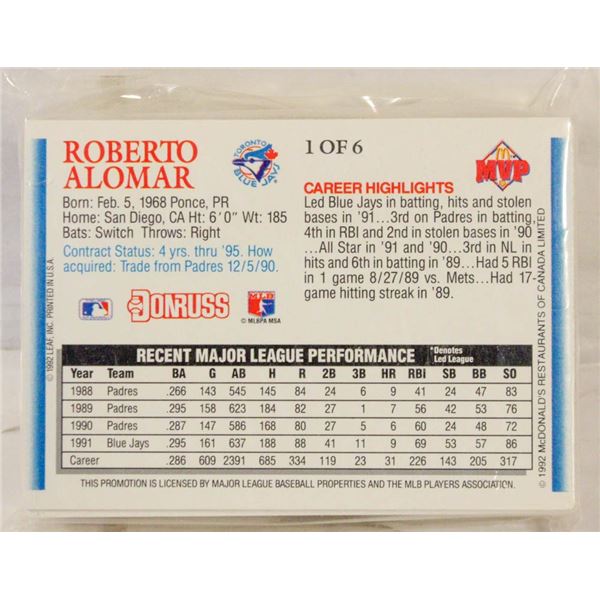 ROBERTO
ALOMAR
TORONTO
BLUE JAYS
1 OF 6
MVP
Born: Feb. 5, 1968 Ponce, PR
Home: San Diego, CA Ht: 6'0" Wt: 185
Bats: Switch Throws: Right
Contract Status: 4 yrs. thru '95. How
acquired: Trade from Padres 12/5/90.
CAREER HIGHLIGHTS
Led Blue Jays in batting, hits and stolen
bases in '91...3rd on Padres in batting,
4th in RBI and 2nd in stolen bases in '90
...All Star in '91 and '90...3rd in NL in
hits and 6th in batting in '89...Had 5 RBI
in 1 game 8/27/89 vs. Mets...Had 17-
game hitting streak in '89.
DONRUSS
MLB
© MLBPA MSA
© 1992 LEAF, INC. PRINTED IN U.S.A.
© 1992 McDONALD'S RESTAURANTS OF CANADA LIMITED
RECENT MAJOR LEAGUE PERFORMANCE *Denotes
Led League
Year Team BA G AB H R 2B 3B HR RBI SB BB SO
1988 Padres .266 143 545 145 84 24 6 9 41 24 47 83
1989 Padres .295 158 623 184 82 27 1 7 56 42 53 76
1990 Padres .287 147 586 168 80 27 5 6 60 24 48 72
1991 Blue Jays .295 161 637 188 88 41 11 9 69 53 57 86
Career .286 609 2391 685 334 119 23 31 226 143 205 317
THIS PROMOTION IS LICENSED BY MAJOR LEAGUE BASEBALL PROPERTIES AND THE MLB PLAYERS ASSOCIATION.